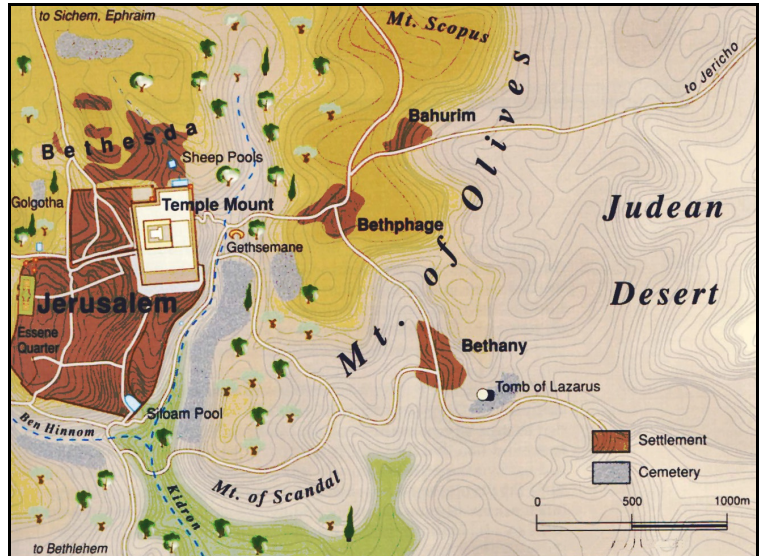 to Sichem, Ephraim
Mt. Scopus
to Jericho
Bahurim
Bethesda
Sheep Pools
Golgotha
Temple Mount
Bethphage
Gethsemane
Mt. of Olives
Judean
Desert
Jerusalem
Essene
Quarter
Bethany
Tomb of Lazarus
Siloam Pool
Ben Hinnom
Mt. of Scandal
Kidron
to Bethlehem
Settlement
Cemetery
0 500 1000m